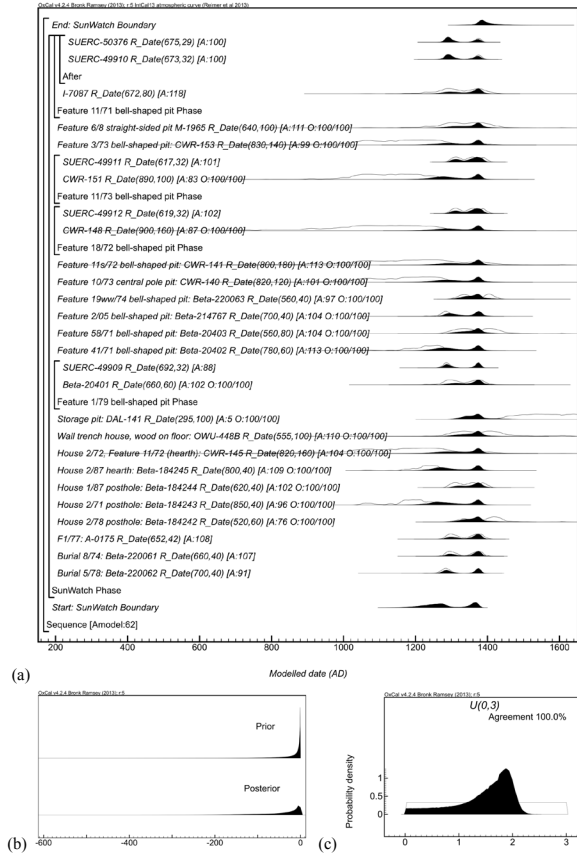 OxCal v4.2.4 Bronk Ramsey (2013); r:5 IntCal13 atmospheric curve (Reimer et al 2013)
End: SunWatch Boundary
SUERC-50376 R_Date(675,29) [A:100]
SUERC-49910 R_Date(673,32) [A:100]
After
I-7087 R_Date(672,80) [A:118]
Feature 11/71 bell-shaped pit Phase
Feature 6/8 straight-sided pit M-1965 R_Date(640,100) [A:111 O:100/100]
Feature 3/73 bell-shaped pit: CWR-153 R_Date(830,140) [A:99 O:100/100]
SUERC-49911 R_Date(617,32) [A:101]
CWR-151 R_Date(890,100) [A:83 O:100/100]
Feature 11/73 bell-shaped pit Phase
SUERC-49912 R_Date(619,32) [A:102]
CWR-148 R_Date(900,160) [A:87 O:100/100]
Feature 18/72 bell-shaped pit Phase
Feature 11s/72 bell-shaped pit: CWR-141 R_Date(800,180) [A:113 O:100/100]
Feature 10/73 central pole pit: CWR-140 R_Date(820,120) [A:101 O:100/100]
Feature 19ww/74 bell-shaped pit: Beta-220063 R_Date(560,40) [A:97 O:100/100]
Feature 2/05 bell-shaped pit: Beta-214767 R_Date(700,40) [A:104 O:100/100]
Feature 58/71 bell-shaped pit: Beta-20403 R_Date(550,80) [A:104 O:100/100]
Feature 41/71 bell-shaped pit: Beta-20402 R_Date(780,60) [A:113 O:100/100]
SUERC-49909 R_Date(692,32) [A:88]
Beta-20401 R_Date(660,60) [A:102 O:100/100]
Feature 1/79 bell-shaped pit Phase
Storage pit: DAL-141 R_Date(295,100) [A:5 O:100/100]
Wall trench house, wood on floor: OWU-448B R_Date(555,100) [A:110 O:100/100]
House 2/72, Feature 11/72 (hearth): CWR-145 R_Date(820,160) [A:104 O:100/100]
House 2/87 hearth: Beta-184245 R_Date(800,40) [A:109 O:100/100]
House 1/87 posthole: Beta-184244 R_Date(620,40) [A:102 O:100/100]
House 2/71 posthole: Beta-184243 R_Date(850,40) [A:96 O:100/100]
House 2/78 posthole: Beta-184242 R_Date(520,60) [A:76 O:100/100]
F1/77: A-0175 R_Date(652,42) [A:108]
Burial 8/74: Beta-220061 R_Date(660,40) [A:107]
Burial 5/78: Beta-220062 R_Date(700,40) [A:91]
SunWatch Phase
Start: SunWatch Boundary
Sequence [Amodel:62]
200 400 600 800 1000 1200 1400 1600
Modelled date (AD)
(a)
OxCal v4.2.4 Bronk Ramsey (2013); r:5
Prior
Posterior
-600 -400 -200 0
(b)
OxCal v4.2.4 Bronk Ramsey (2013); r:5
U(0,3)
Agreement 100.0%
Probability density
1
0.5
0
0 1 2 3
(c)